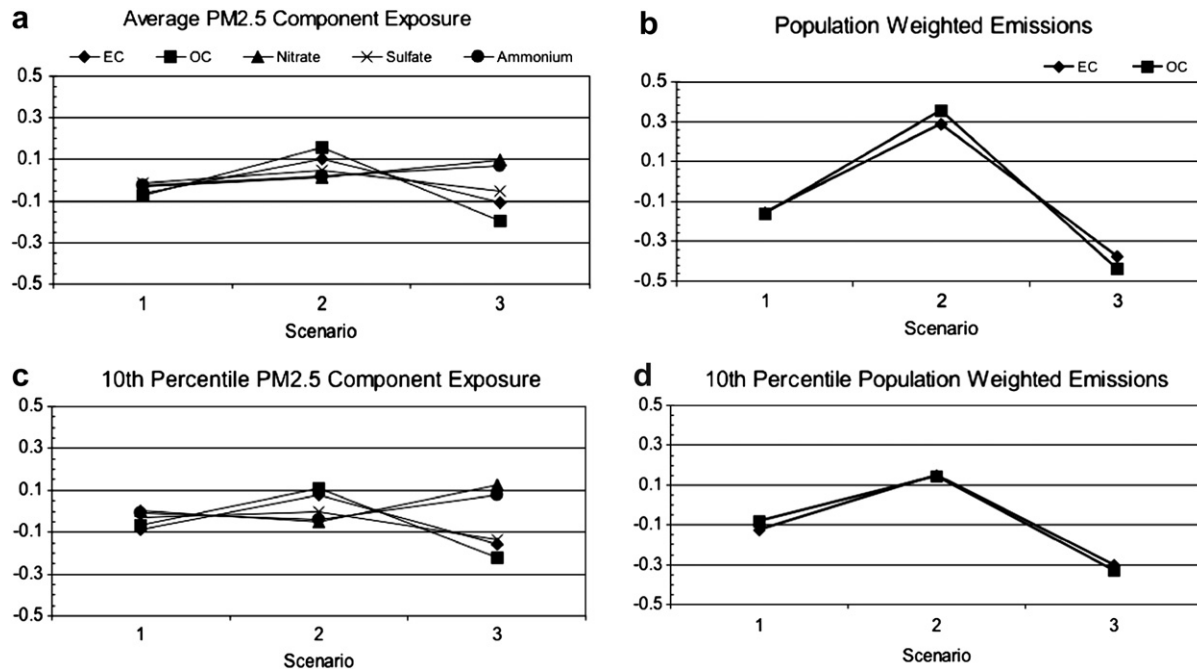 a Average PM2.5 Component Exposure
EC OC Nitrate Sulfate Ammonium
0.5
0.3
0.1
-0.1
-0.3
-0.5
1 2 3
Scenario
b Population Weighted Emissions
EC OC
0.5
0.3
0.1
-0.1
-0.3
-0.5
1 2 3
Scenario
c 10th Percentile PM2.5 Component Exposure
0.5
0.3
0.1
-0.1
-0.3
-0.5
1 2 3
Scenario
d 10th Percentile Population Weighted Emissions
0.5
0.3
0.1
-0.1
-0.3
-0.5
1 2 3
Scenario